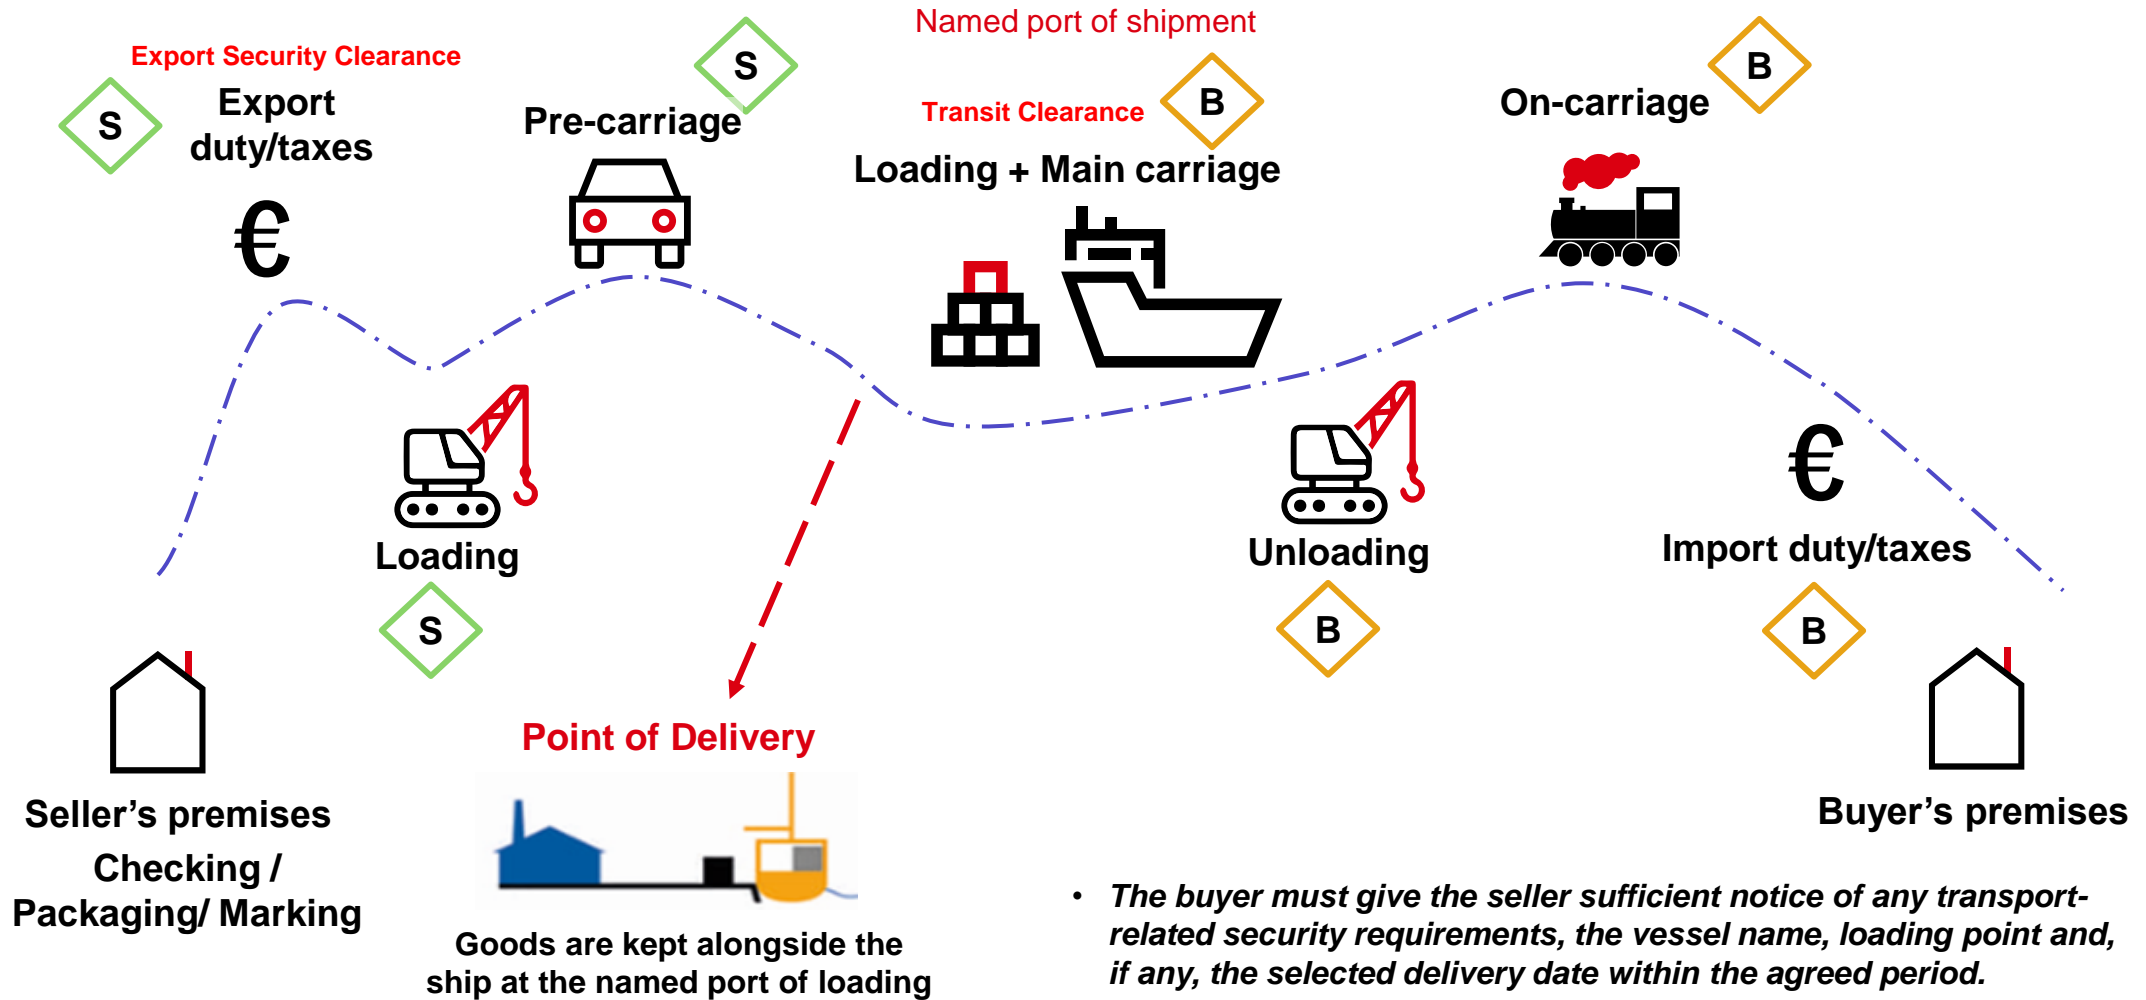 Named port of shipment
Export Security Clearance
S
Export
duty/taxes
€
S
Pre-carriage
Transit Clearance
B
Loading + Main carriage
B
On-carriage
Loading
S
Unloading
B
€
Import duty/taxes
B
Point of Delivery
Seller’s premises
Checking /
Packaging/ Marking
Buyer’s premises
Goods are kept alongside the
ship at the named port of loading
• The buyer must give the seller sufficient notice of any transport-
related security requirements, the vessel name, loading point and,
if any, the selected delivery date within the agreed period.